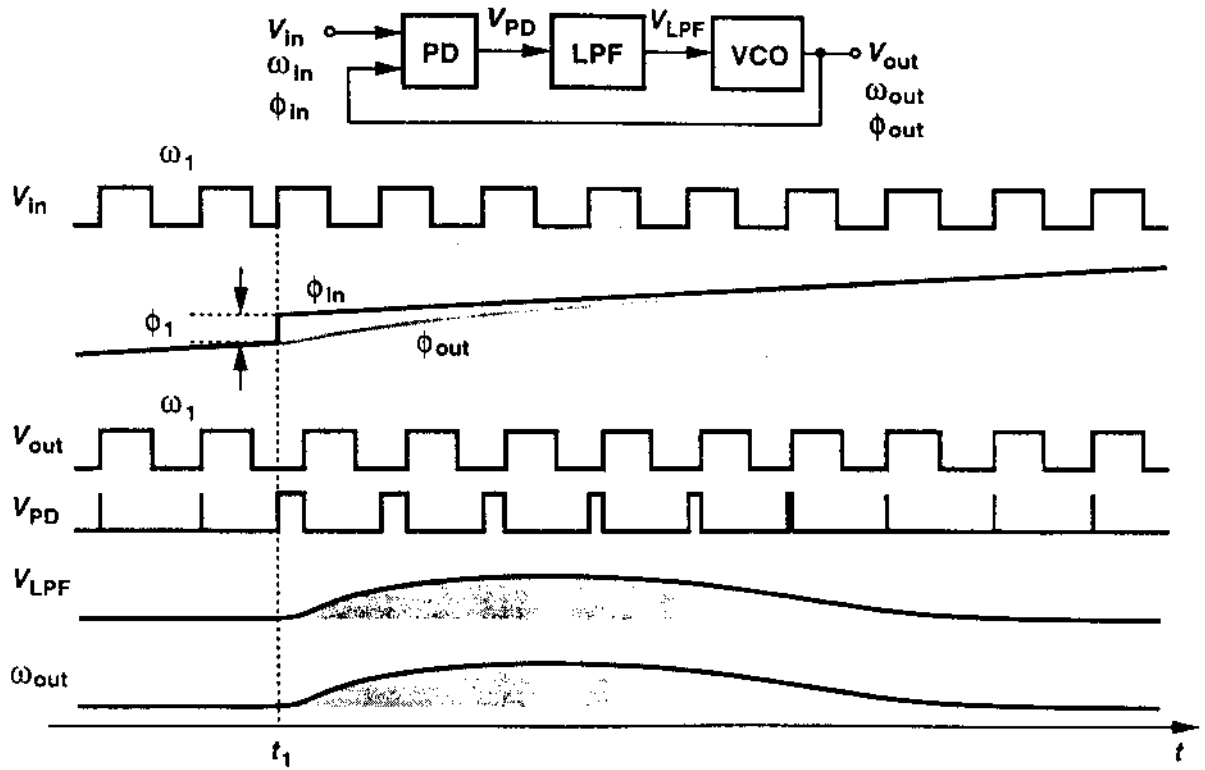 V_in PD V_PD LPF V_LPF VCO V_out
ω_in ω_out
ϕ_in ϕ_out
ω_1
V_in
ϕ_in
ϕ_1
ϕ_out
ω_1
V_out
V_PD
V_LPF
ω_out
t_1 t